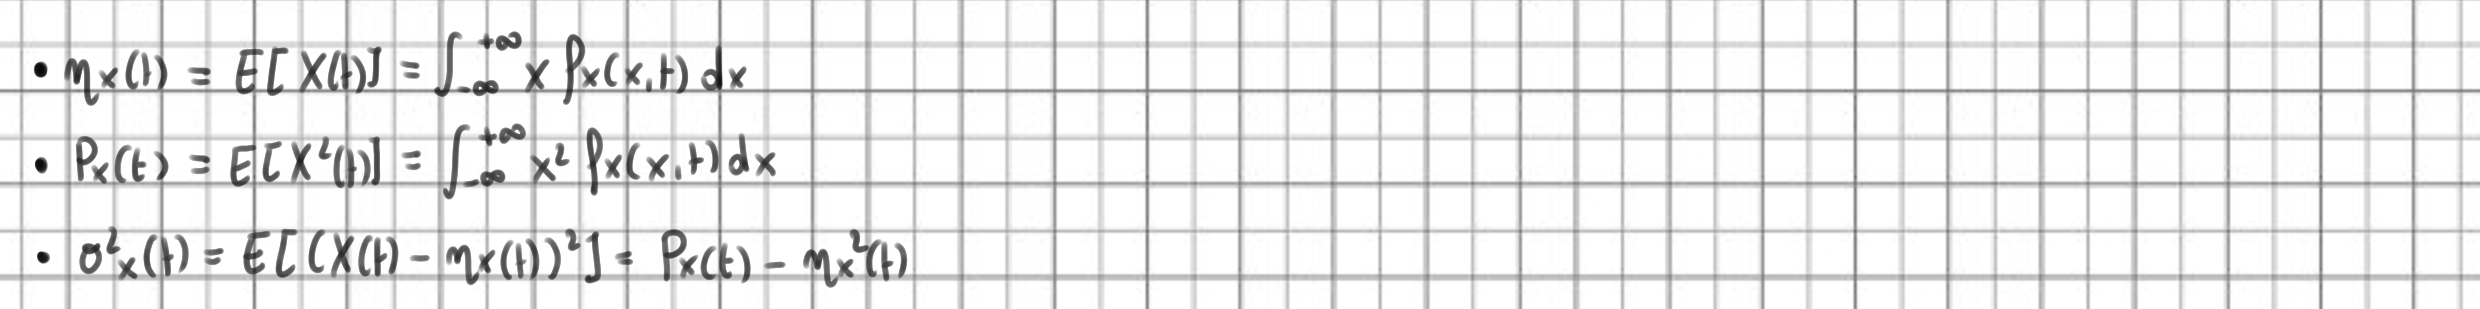 • ηx(t) = E[X(t)] = ∫_{-∞}^{+∞} x fx(x,t) dx
• Px(t) = E[X²(t)] = ∫_{-∞}^{+∞} x² fx(x,t) dx
• σ²x(t) = E[(X(t) - ηx(t))²] = Px(t) - ηx²(t)